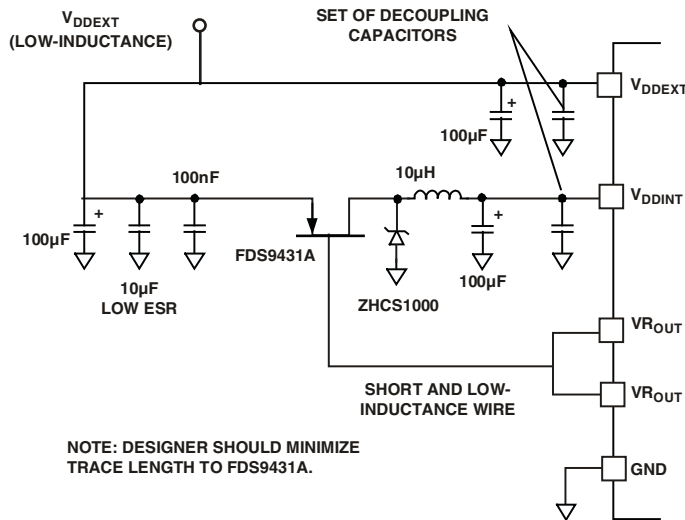 VDDEXT
(LOW-INDUCTANCE)
SET OF DECOUPLING
CAPACITORS
VDDEXT
+
100µF
10µH
100nF
VDDINT
+
+
100µF
FDS9431A
100µF
10µF
LOW ESR
ZHCS1000
VROUT
SHORT AND LOW-
INDUCTANCE WIRE
VROUT
NOTE: DESIGNER SHOULD MINIMIZE
TRACE LENGTH TO FDS9431A.
GND